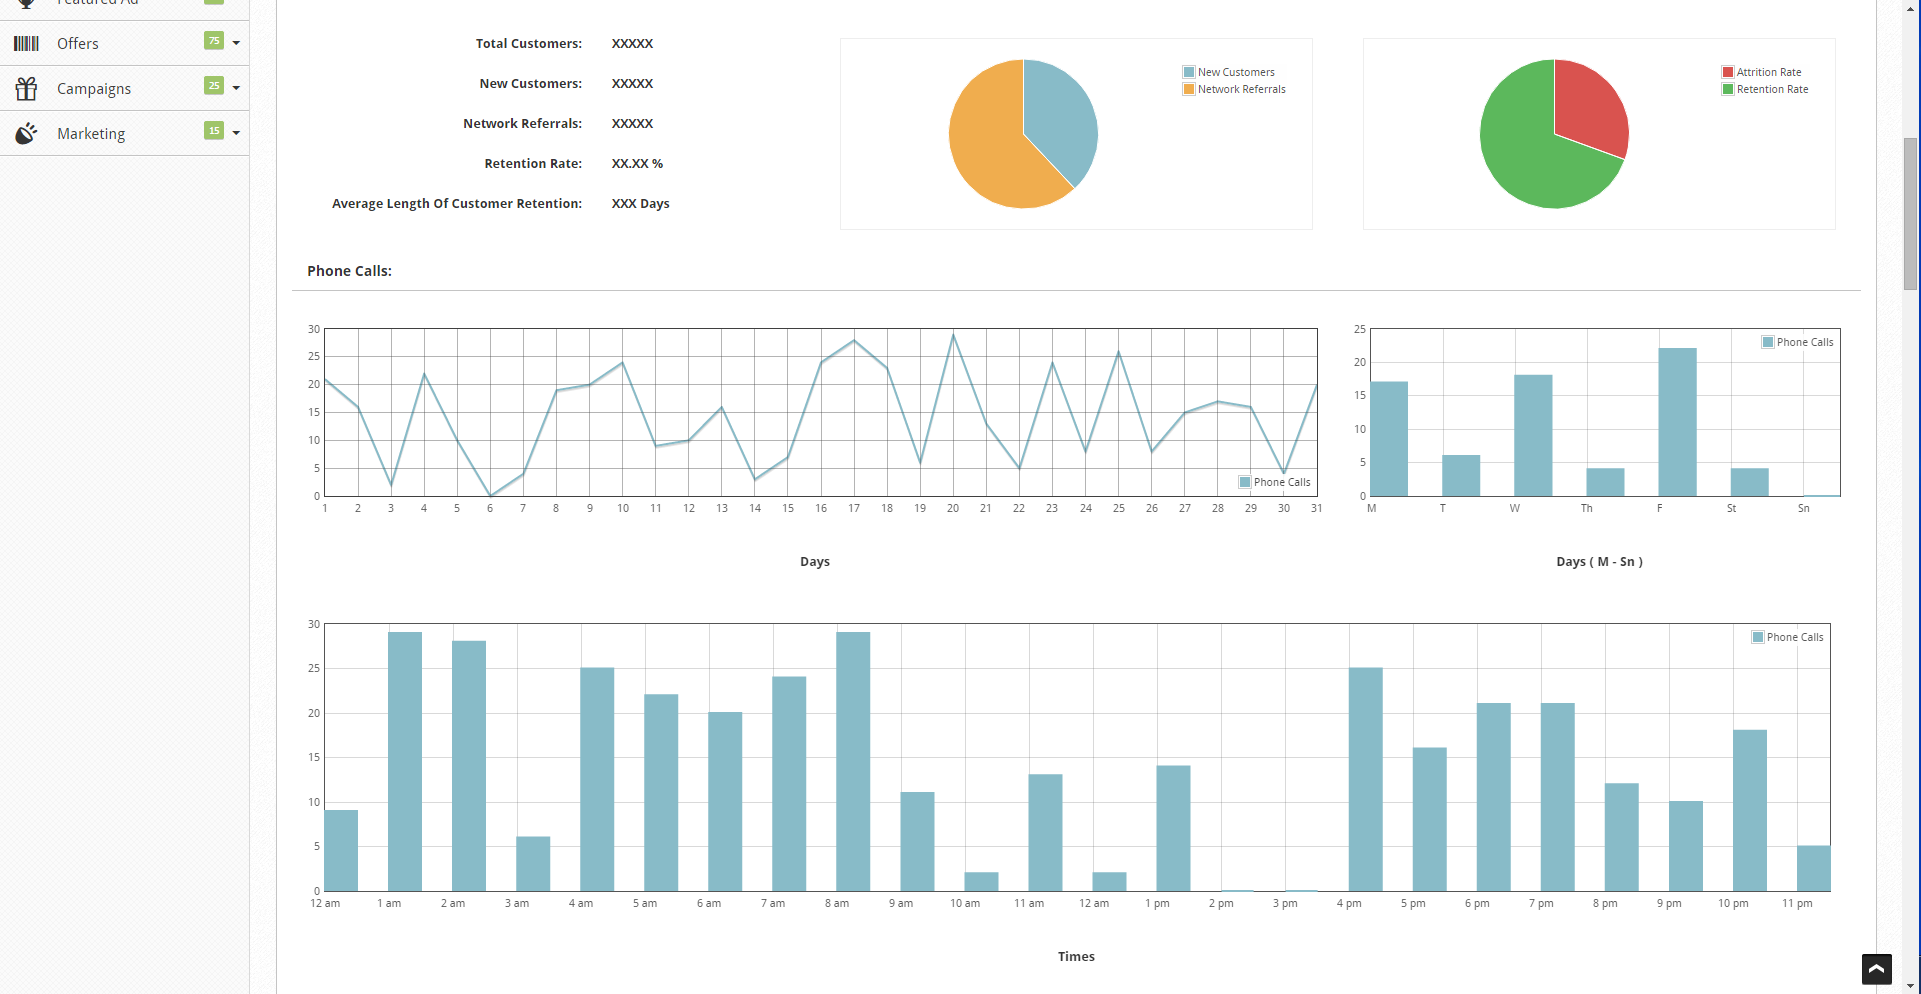 Featured Ad
Offers 75
Campaigns 25
Marketing 15
Total Customers: XXXXX
New Customers: XXXXX
Network Referrals: XXXXX
Retention Rate: XX.XX %
Average Length Of Customer Retention: XXX Days
New Customers
Network Referrals
Attrition Rate
Retention Rate
Phone Calls:
30
25
20
15
10
5
0
1 2 3 4 5 6 7 8 9 10 11 12 13 14 15 16 17 18 19 20 21 22 23 24 25 26 27 28 29 30 31
Phone Calls
Days
25
20
15
10
5
0
M T W Th F St Sn
Phone Calls
Days ( M - Sn )
30
25
20
15
10
5
0
12 am 1 am 2 am 3 am 4 am 5 am 6 am 7 am 8 am 9 am 10 am 11 am 12 am 1 pm 2 pm 3 pm 4 pm 5 pm 6 pm 7 pm 8 pm 9 pm 10 pm 11 pm
Phone Calls
Times